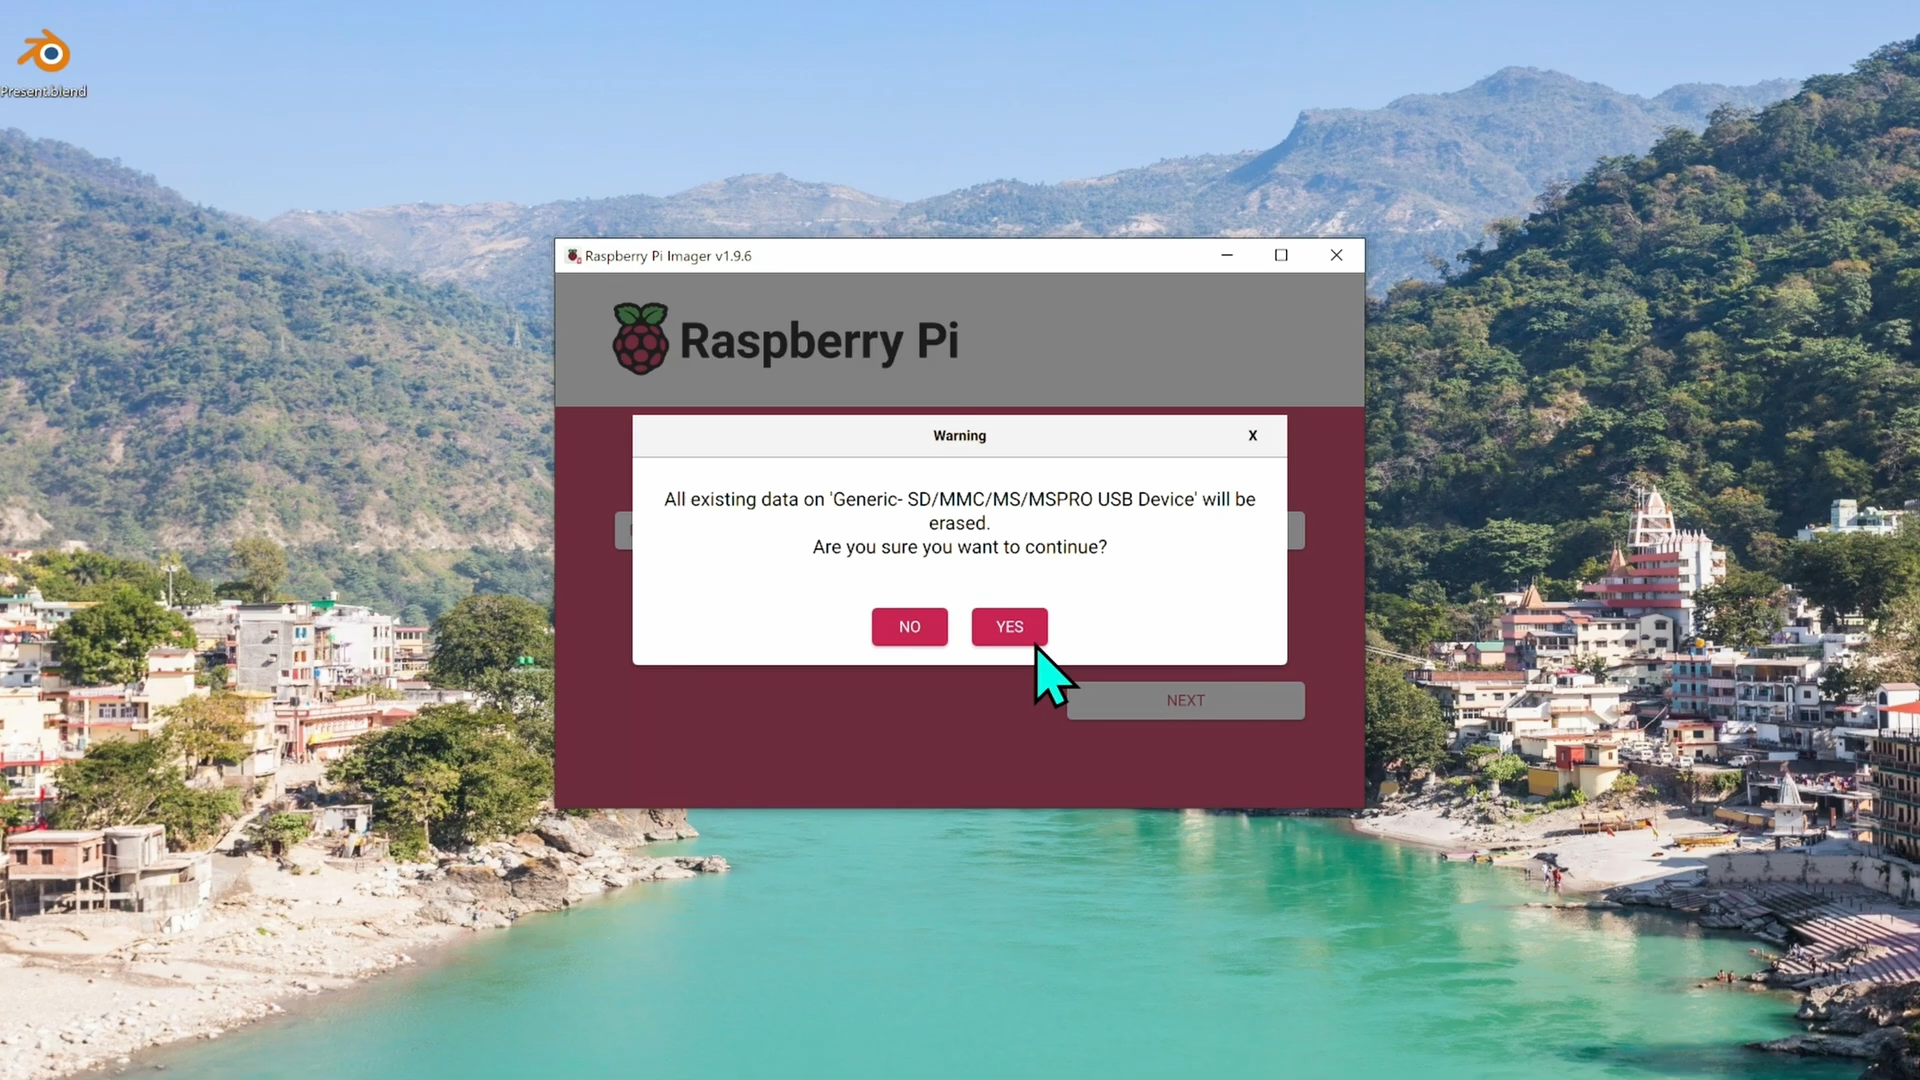 Present.blend
Raspberry Pi Imager v1.9.6
Raspberry Pi
Warning
X
All existing data on 'Generic- SD/MMC/MS/MSPRO USB Device' will be
erased.
Are you sure you want to continue?
NO YES
NEXT